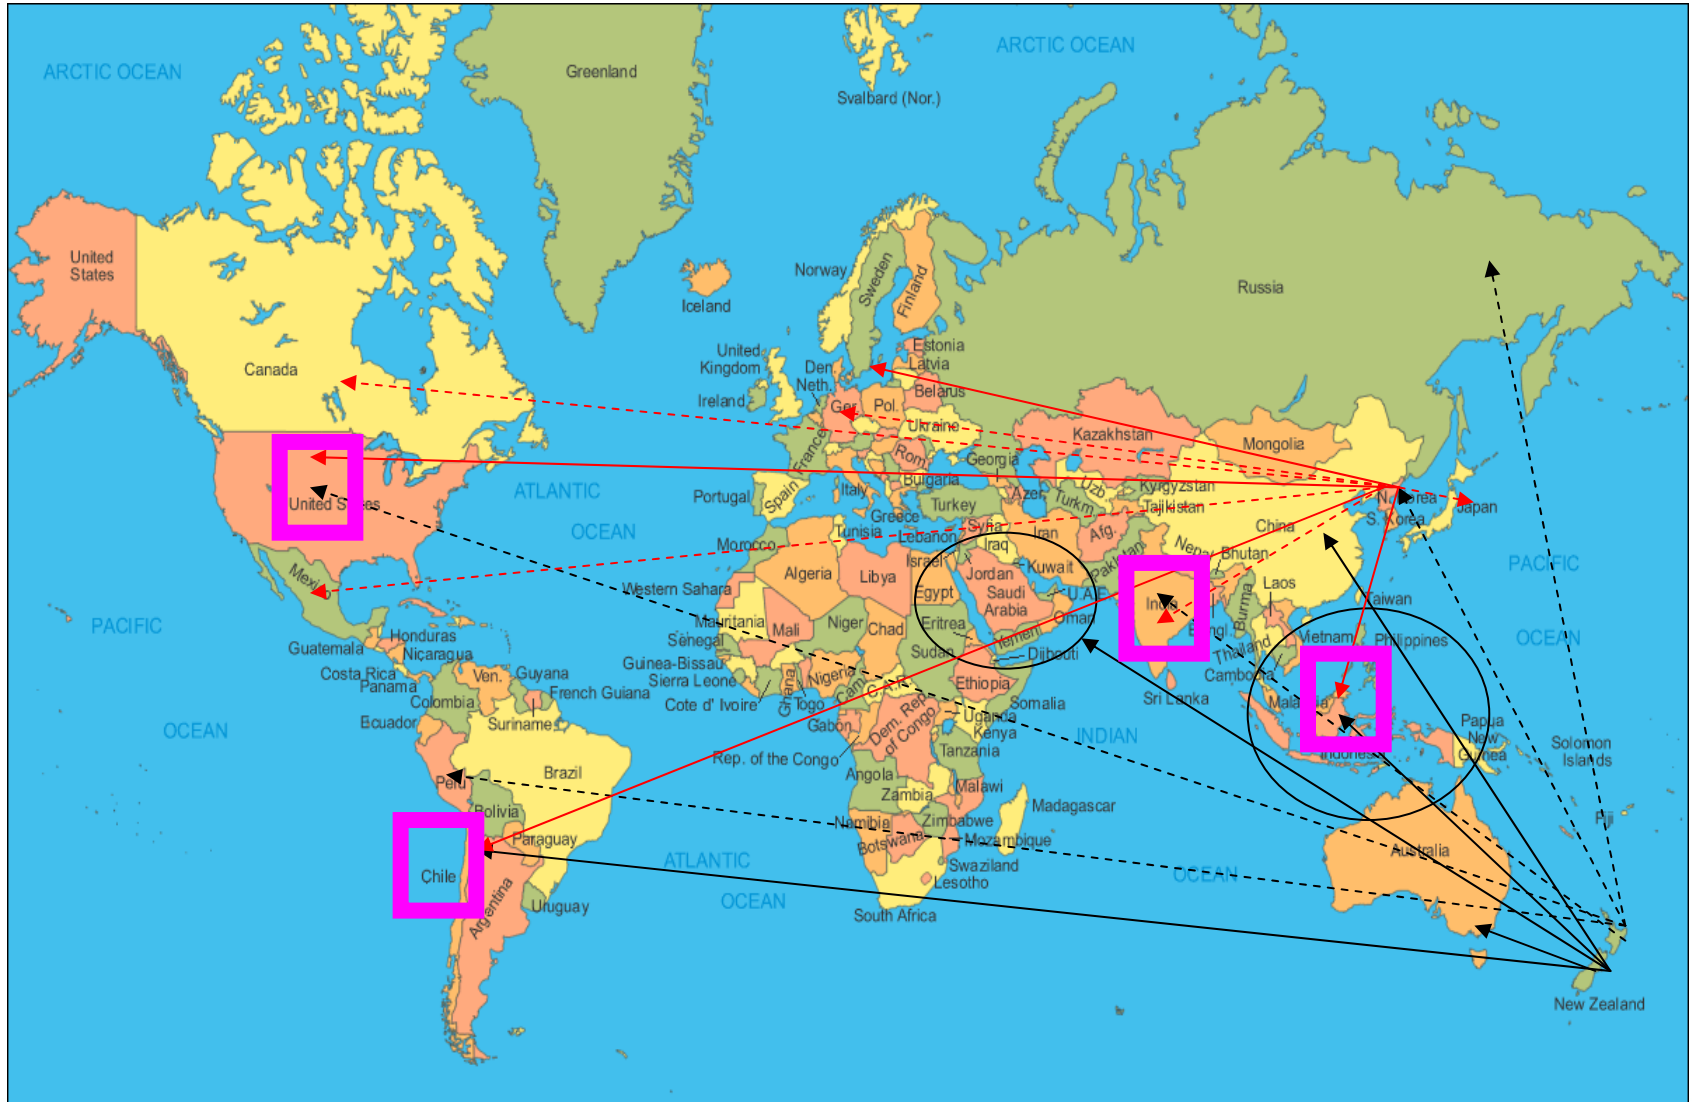 ARCTIC OCEAN
ARCTIC OCEAN
Greenland
Svalbard (Nor.)
United
States
Canada
Iceland
Norway
Sweden
Finland
Russia
Estonia
Latvia
Belarus
United
Kingdom
Den.
Neth.
Ireland
Ger.
Pol.
Ukraine
France
Rom.
Kazakhstan
Mongolia
Georgia
Bulgaria
Italy
Spain
Portugal
Greece
Turkey
Azer.
Uzb.
Turkm.
Kyrgyzstan
Tajikistan
N. Korea
S. Korea
Japan
China
ATLANTIC
OCEAN
United States
Mexico
Morocco
Tunisia
Lebanon
Syria
Iraq
Iran
Afg.
Pakistan
Nepal
Bhutan
Israel
Jordan
Kuwait
Algeria
Libya
Egypt
Saudi
Arabia
U.A.E.
Oman
Yemen
India
Bangl.
Burma
Laos
Taiwan
PACIFIC
OCEAN
Western Sahara
Mauritania
Mali
Niger
Chad
Sudan
Eritrea
Djibouti
Senegal
Guinea-Bissau
Sierra Leone
Cote d' Ivoire
Ghana
Togo
Nigeria
Cam.
C.A.R.
Ethiopia
Somalia
Sri Lanka
Thailand
Vietnam
Cambodia
Philippines
Malaysia
Indonesia
Papua
New
Guinea
Solomon
Islands
PACIFIC
OCEAN
Guatemala
Honduras
Nicaragua
Costa Rica
Panama
Ven.
Guyana
French Guiana
Suriname
Colombia
Ecuador
Peru
Brazil
Bolivia
Paraguay
Chile
Argentina
Uruguay
Gabon
Rep. of the Congo
Dem. Rep.
of Congo
Uganda
Kenya
Tanzania
INDIAN
OCEAN
Angola
Zambia
Malawi
Madagascar
Namibia
Botswana
Zimbabwe
Mozambique
Swaziland
Lesotho
South Africa
ATLANTIC
OCEAN
Australia
Fiji
New Zealand